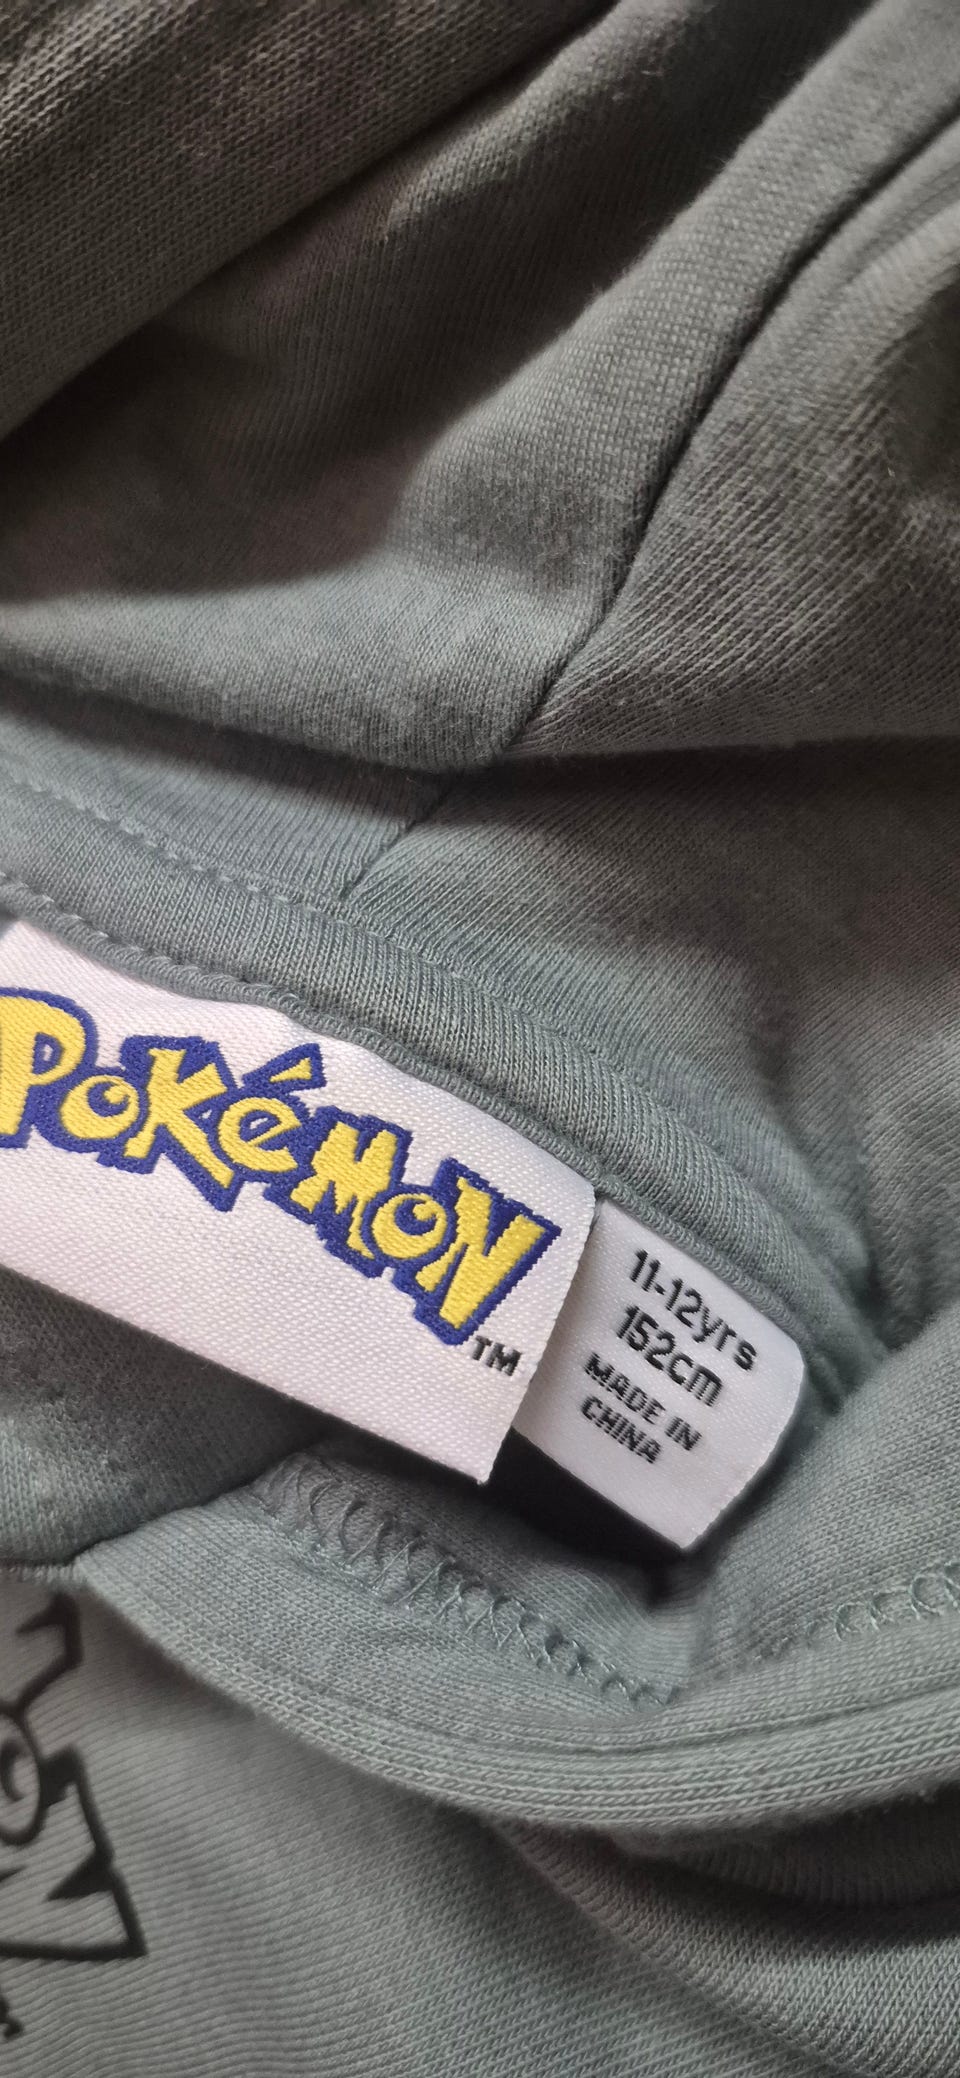 Pokémon
TM
11-12yrs
152cm
MADE IN
CHINA